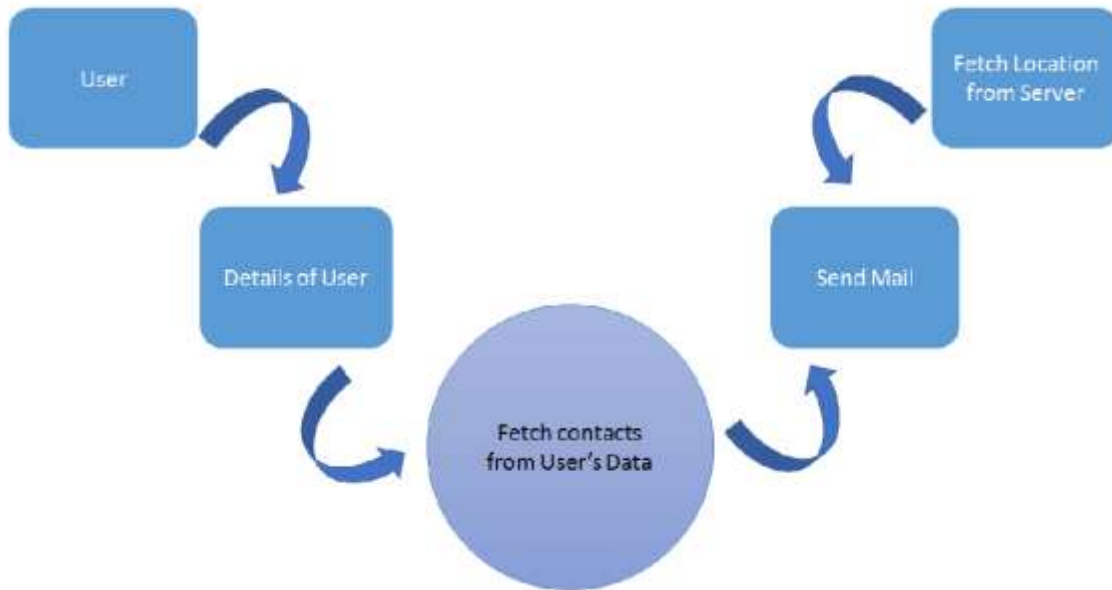 User
Fetch Location
from Server
Details of User
Send Mail
Fetch contacts
from User's Data